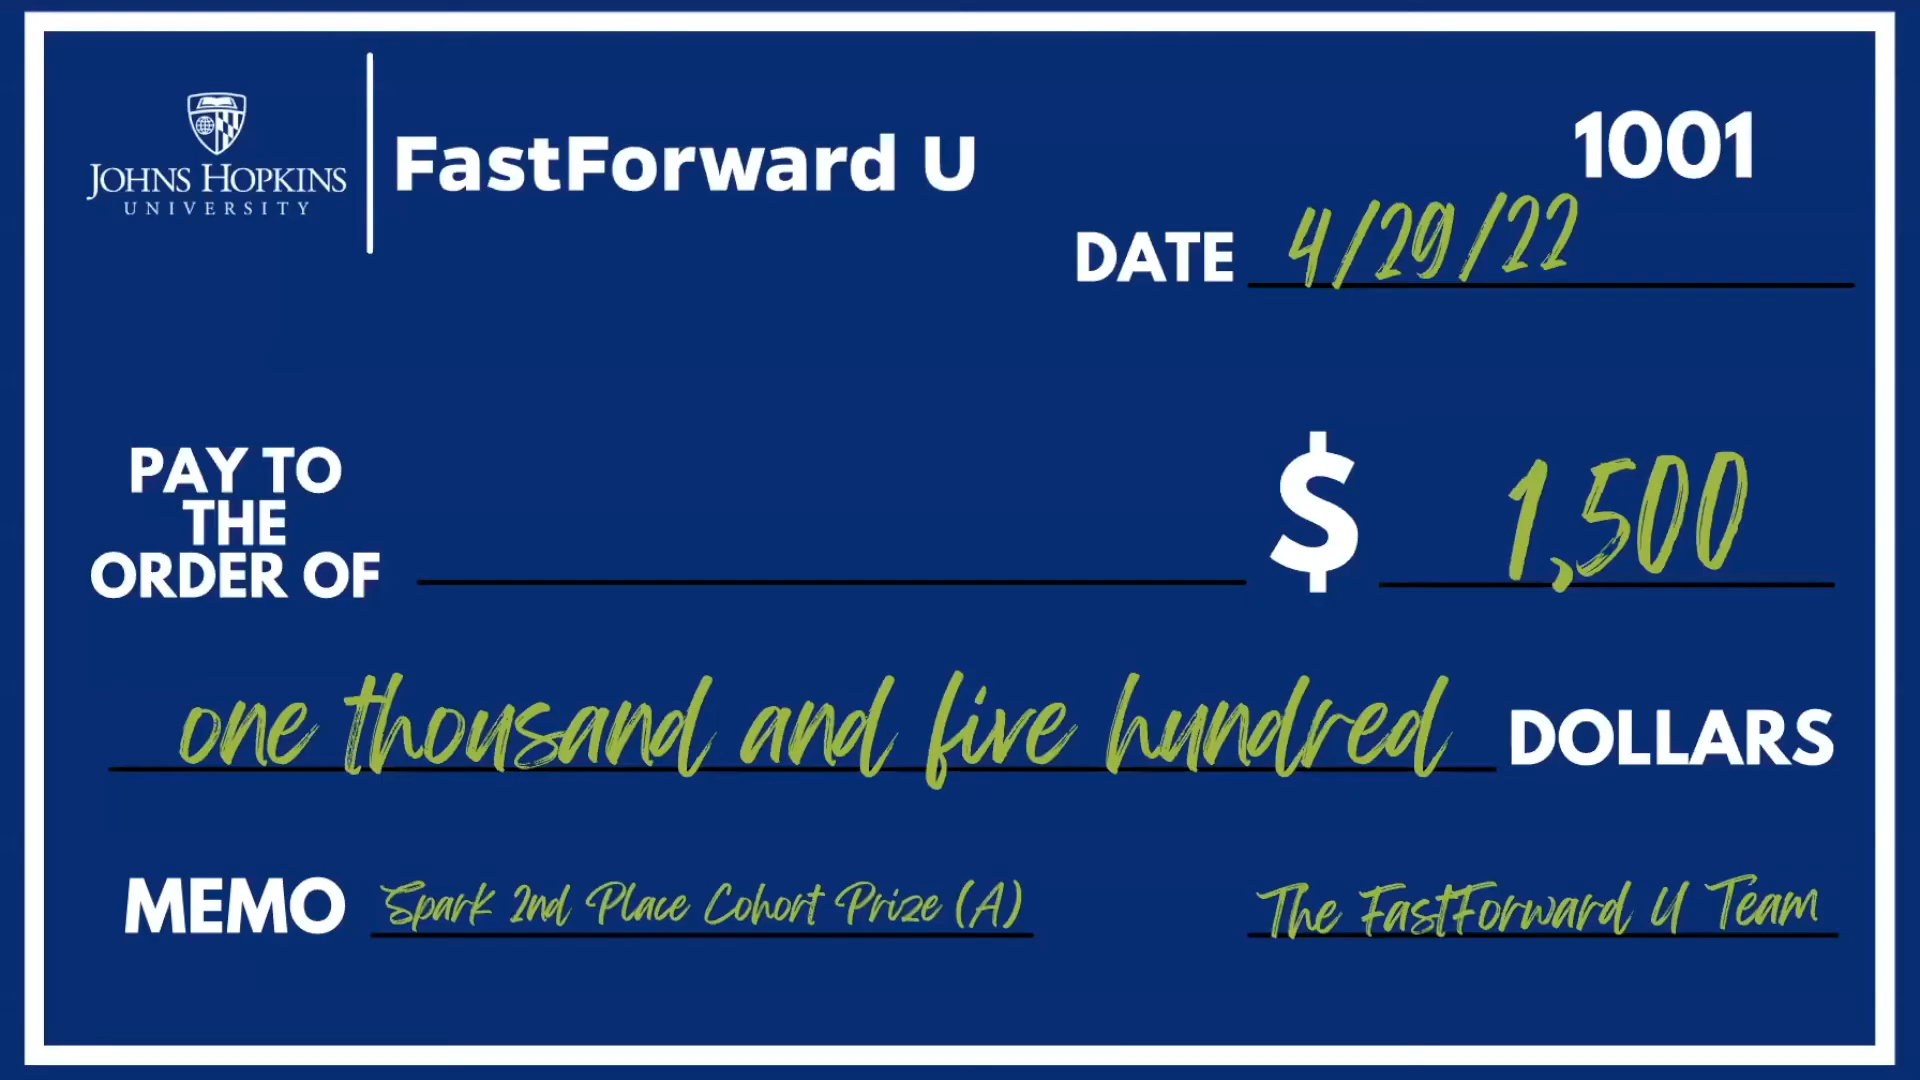 JOHNS HOPKINS
UNIVERSITY
FastForward U
1001
DATE 4/29/22
PAY TO
THE
ORDER OF
$ 1,500
one thousand and five hundred DOLLARS
MEMO Spark 2nd Place Cohort Prize (A)
The FastForward U Team